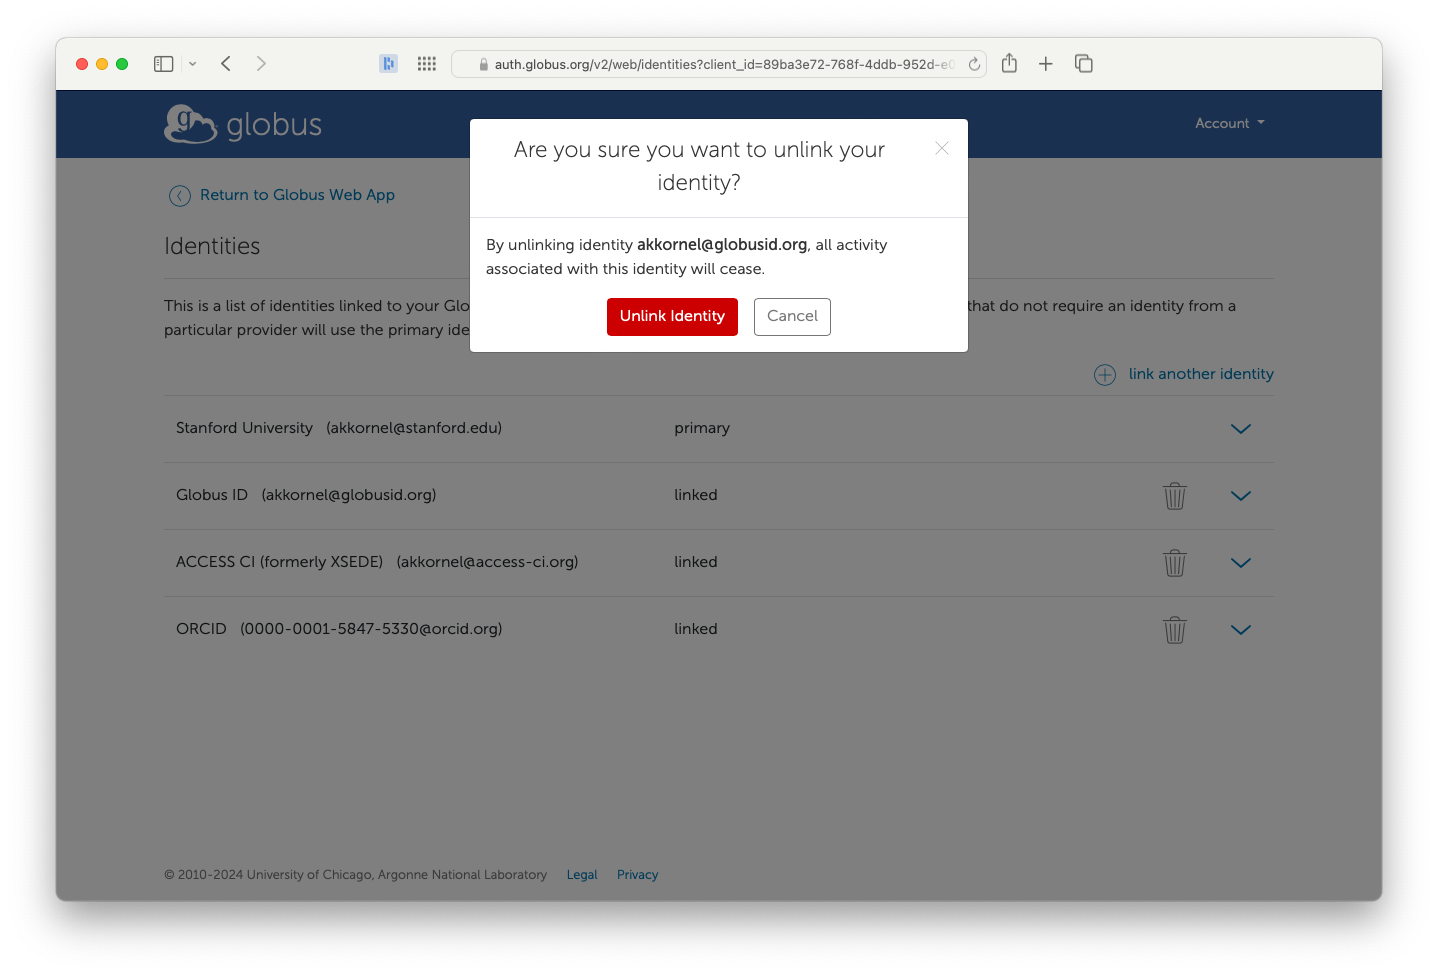 auth.globus.org/v2/web/identities?client_id=89ba3e72-768f-4ddb-952d-e0
globus
Account
Are you sure you want to unlink your
identity?
Return to Globus Web App
Identities
By unlinking identity akkornel@globusid.org, all activity
associated with this identity will cease.
This is a list of identities linked to your Glo
that do not require an identity from a
particular provider will use the primary ide
Unlink Identity Cancel
link another identity
Stanford University (akkornel@stanford.edu) primary
Globus ID (akkornel@globusid.org) linked
ACCESS CI (formerly XSEDE) (akkornel@access-ci.org) linked
ORCID (0000-0001-5847-5330@orcid.org) linked
© 2010-2024 University of Chicago, Argonne National Laboratory Legal Privacy